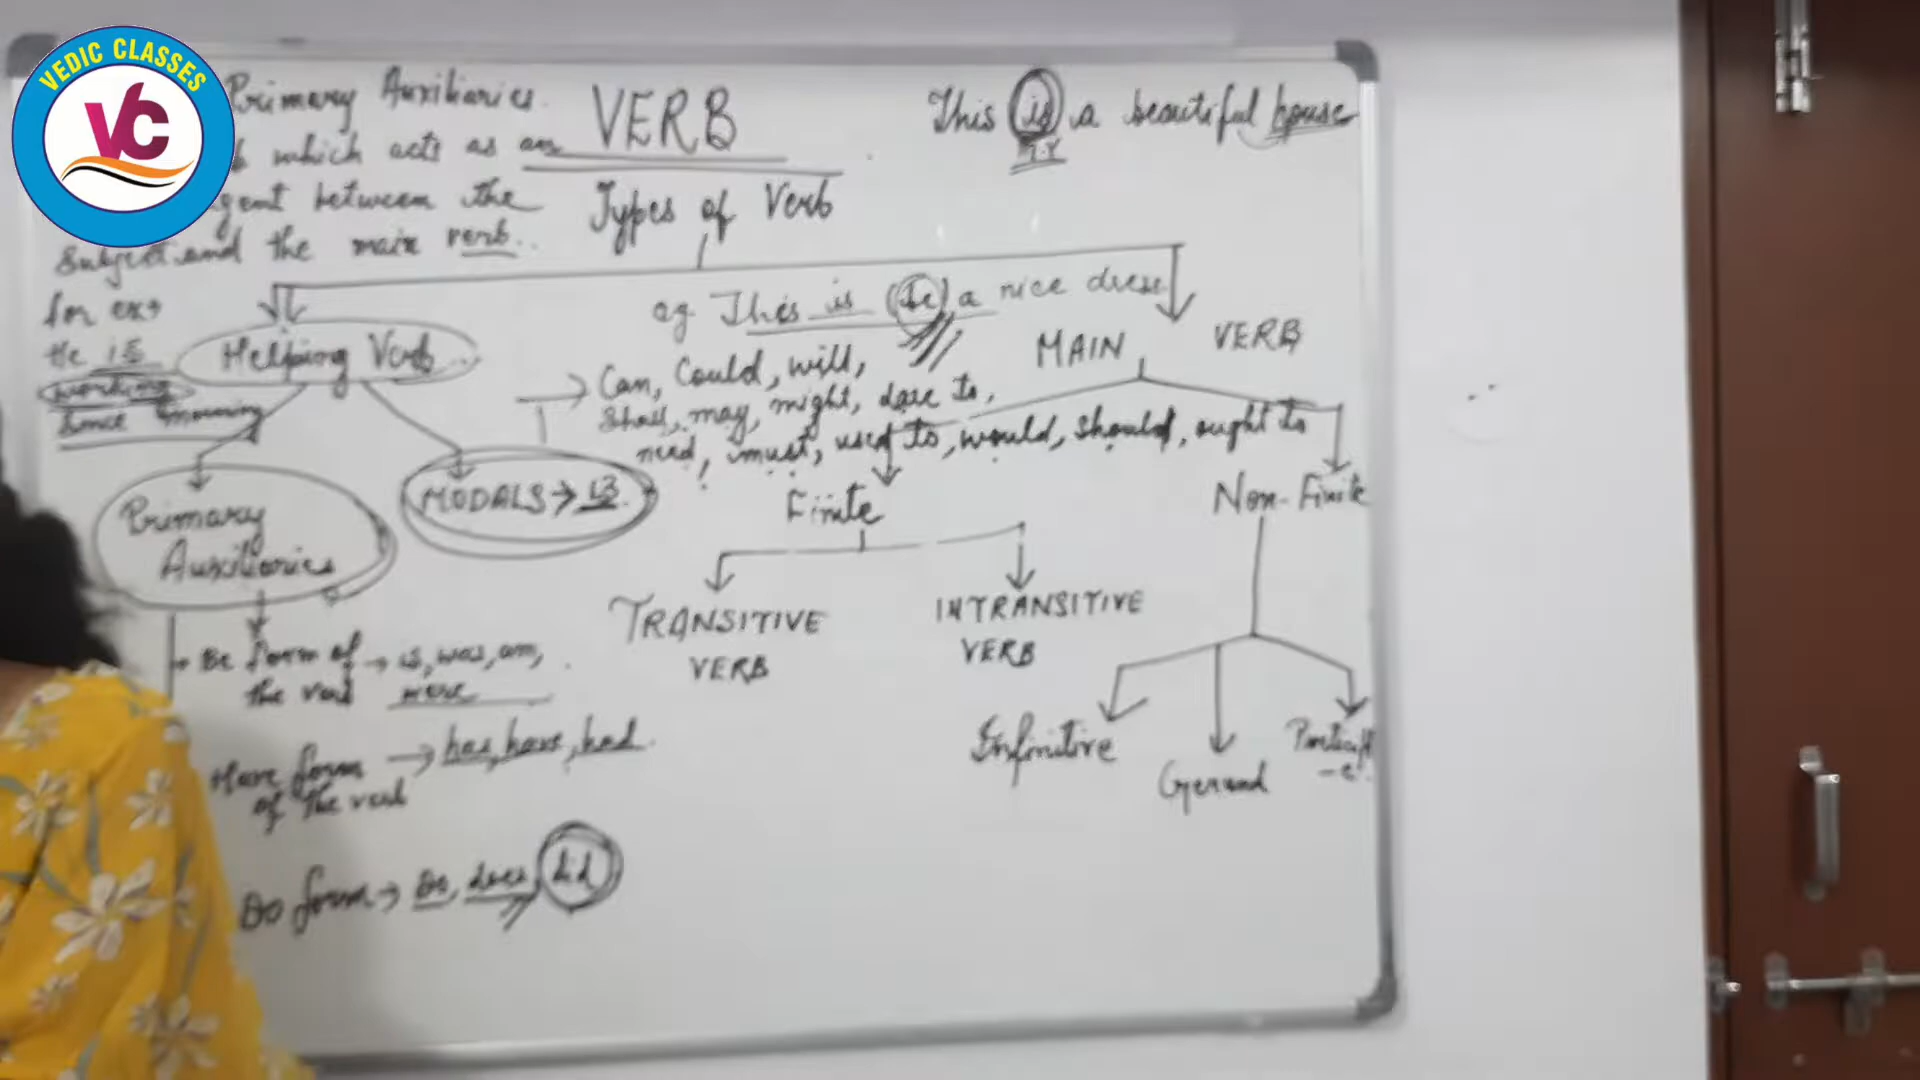 VEDIC CLASSES
VC
Primary Auxiliaries.
which acts as an
gent between the
Subject and the main verb..
for ex→
He is
working
Since morning
VERB
Types of Verb
This is a beautiful house
eg. This is (is) a nice dress
Helping Verb
Can, Could, will,
Shall, may, might, dare to,
need, must, used to, would, should, ought to
MAIN VERB
Primary
Auxiliaries
MODALS → 13
Finite
Non-Finite
TRANSITIVE
VERB
INTRANSITIVE
VERB
Infinitive
Gerund
Participl
-e.
Be form of → is, was, am,
the verb were
Have form → has, have, had.
of the verb
Do form → Do, does, did